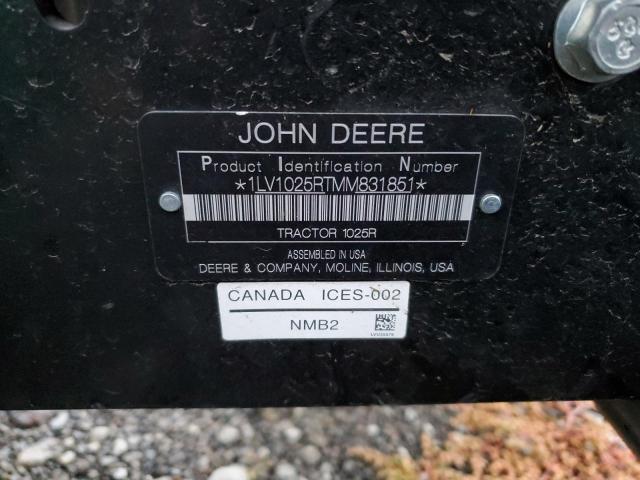 JOHN DEERE
Product Identification Number
*1LV1025RTMM831851*
TRACTOR 1025R
ASSEMBLED IN USA
DEERE & COMPANY, MOLINE, ILLINOIS, USA
CANADA ICES-002
NMB2